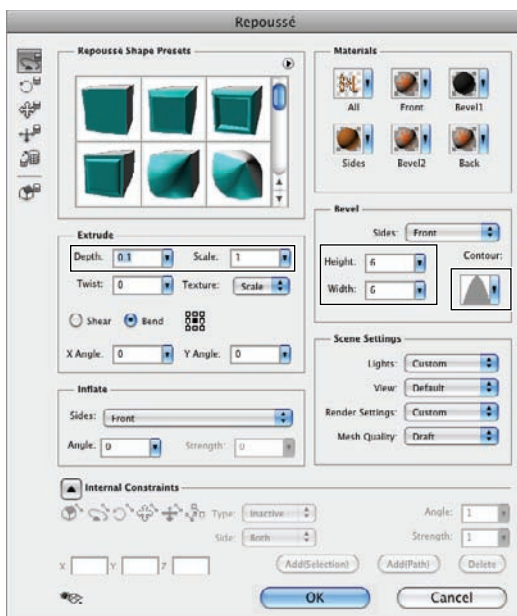 Repoussé
Repoussé Shape Presets
Materials
All
Front
Bevel1
Sides
Bevel2
Back
Extrude
Depth: 0.1
Scale: 1
Twist: 0
Texture: Scale
Shear
Bend
X Angle: 0
Y Angle: 0
Bevel
Sides: Front
Height: 6
Contour:
Width: 6
Inflate
Sides: Front
Angle: 0
Strength: 0
Scene Settings
Lights: Custom
View: Default
Render Settings: Custom
Mesh Quality: Draft
Internal Constraints
Type: Inactive
Angle: 1
Side: Both
Strength: 1
X
Y
Z
Add(Selection)
Add(Path)
Delete
OK
Cancel